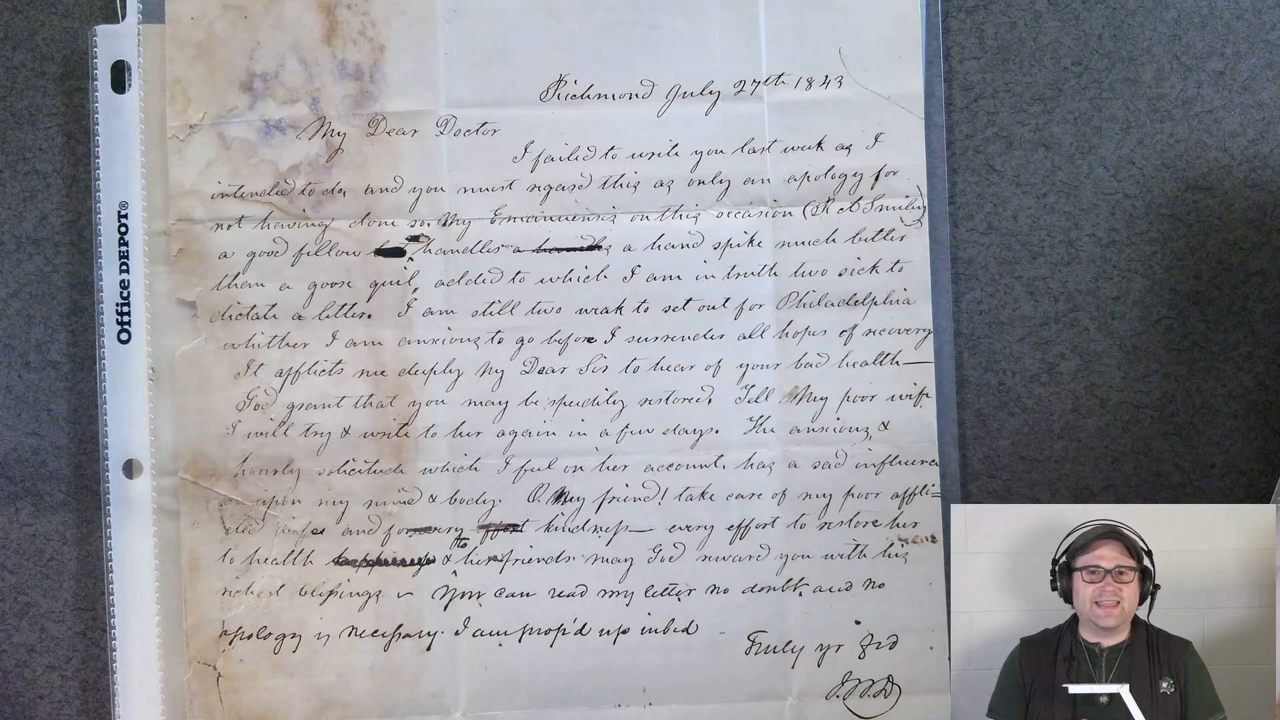 Office DEPOT®
Richmond July 27th 1843
My Dear Doctor
I failed to write you last week as I
intended to do, and you must regard this as only an apology for
not having done so. My Emanuensis on this occasion (R A Smiley)
a good fellow handles a hand spike much better
than a goose quil, added to which I am in truth two sick to
dictate a letter. I am still two weak to set out for Philadelphia
whither I am anxious to go before I surrender all hopes of recovery
It afflicts me deeply My Dear Sir to hear of your bad health—
God grant that you may be speedily restored. Tell My poor wife
I will try & write to her again in a few days. The anxious, &
hourly solicitude which I feel on her account, has a sad influence
upon my mind & body. O. My friend! take care of my poor affli=
and for every kindness— every effort to restore her
to health & to her friends may God reward you with his
richest blessings — You can read my letter no doubt, and no
apology is necessary. I am prop'd up in bed
Truly yr frd
J.W.D